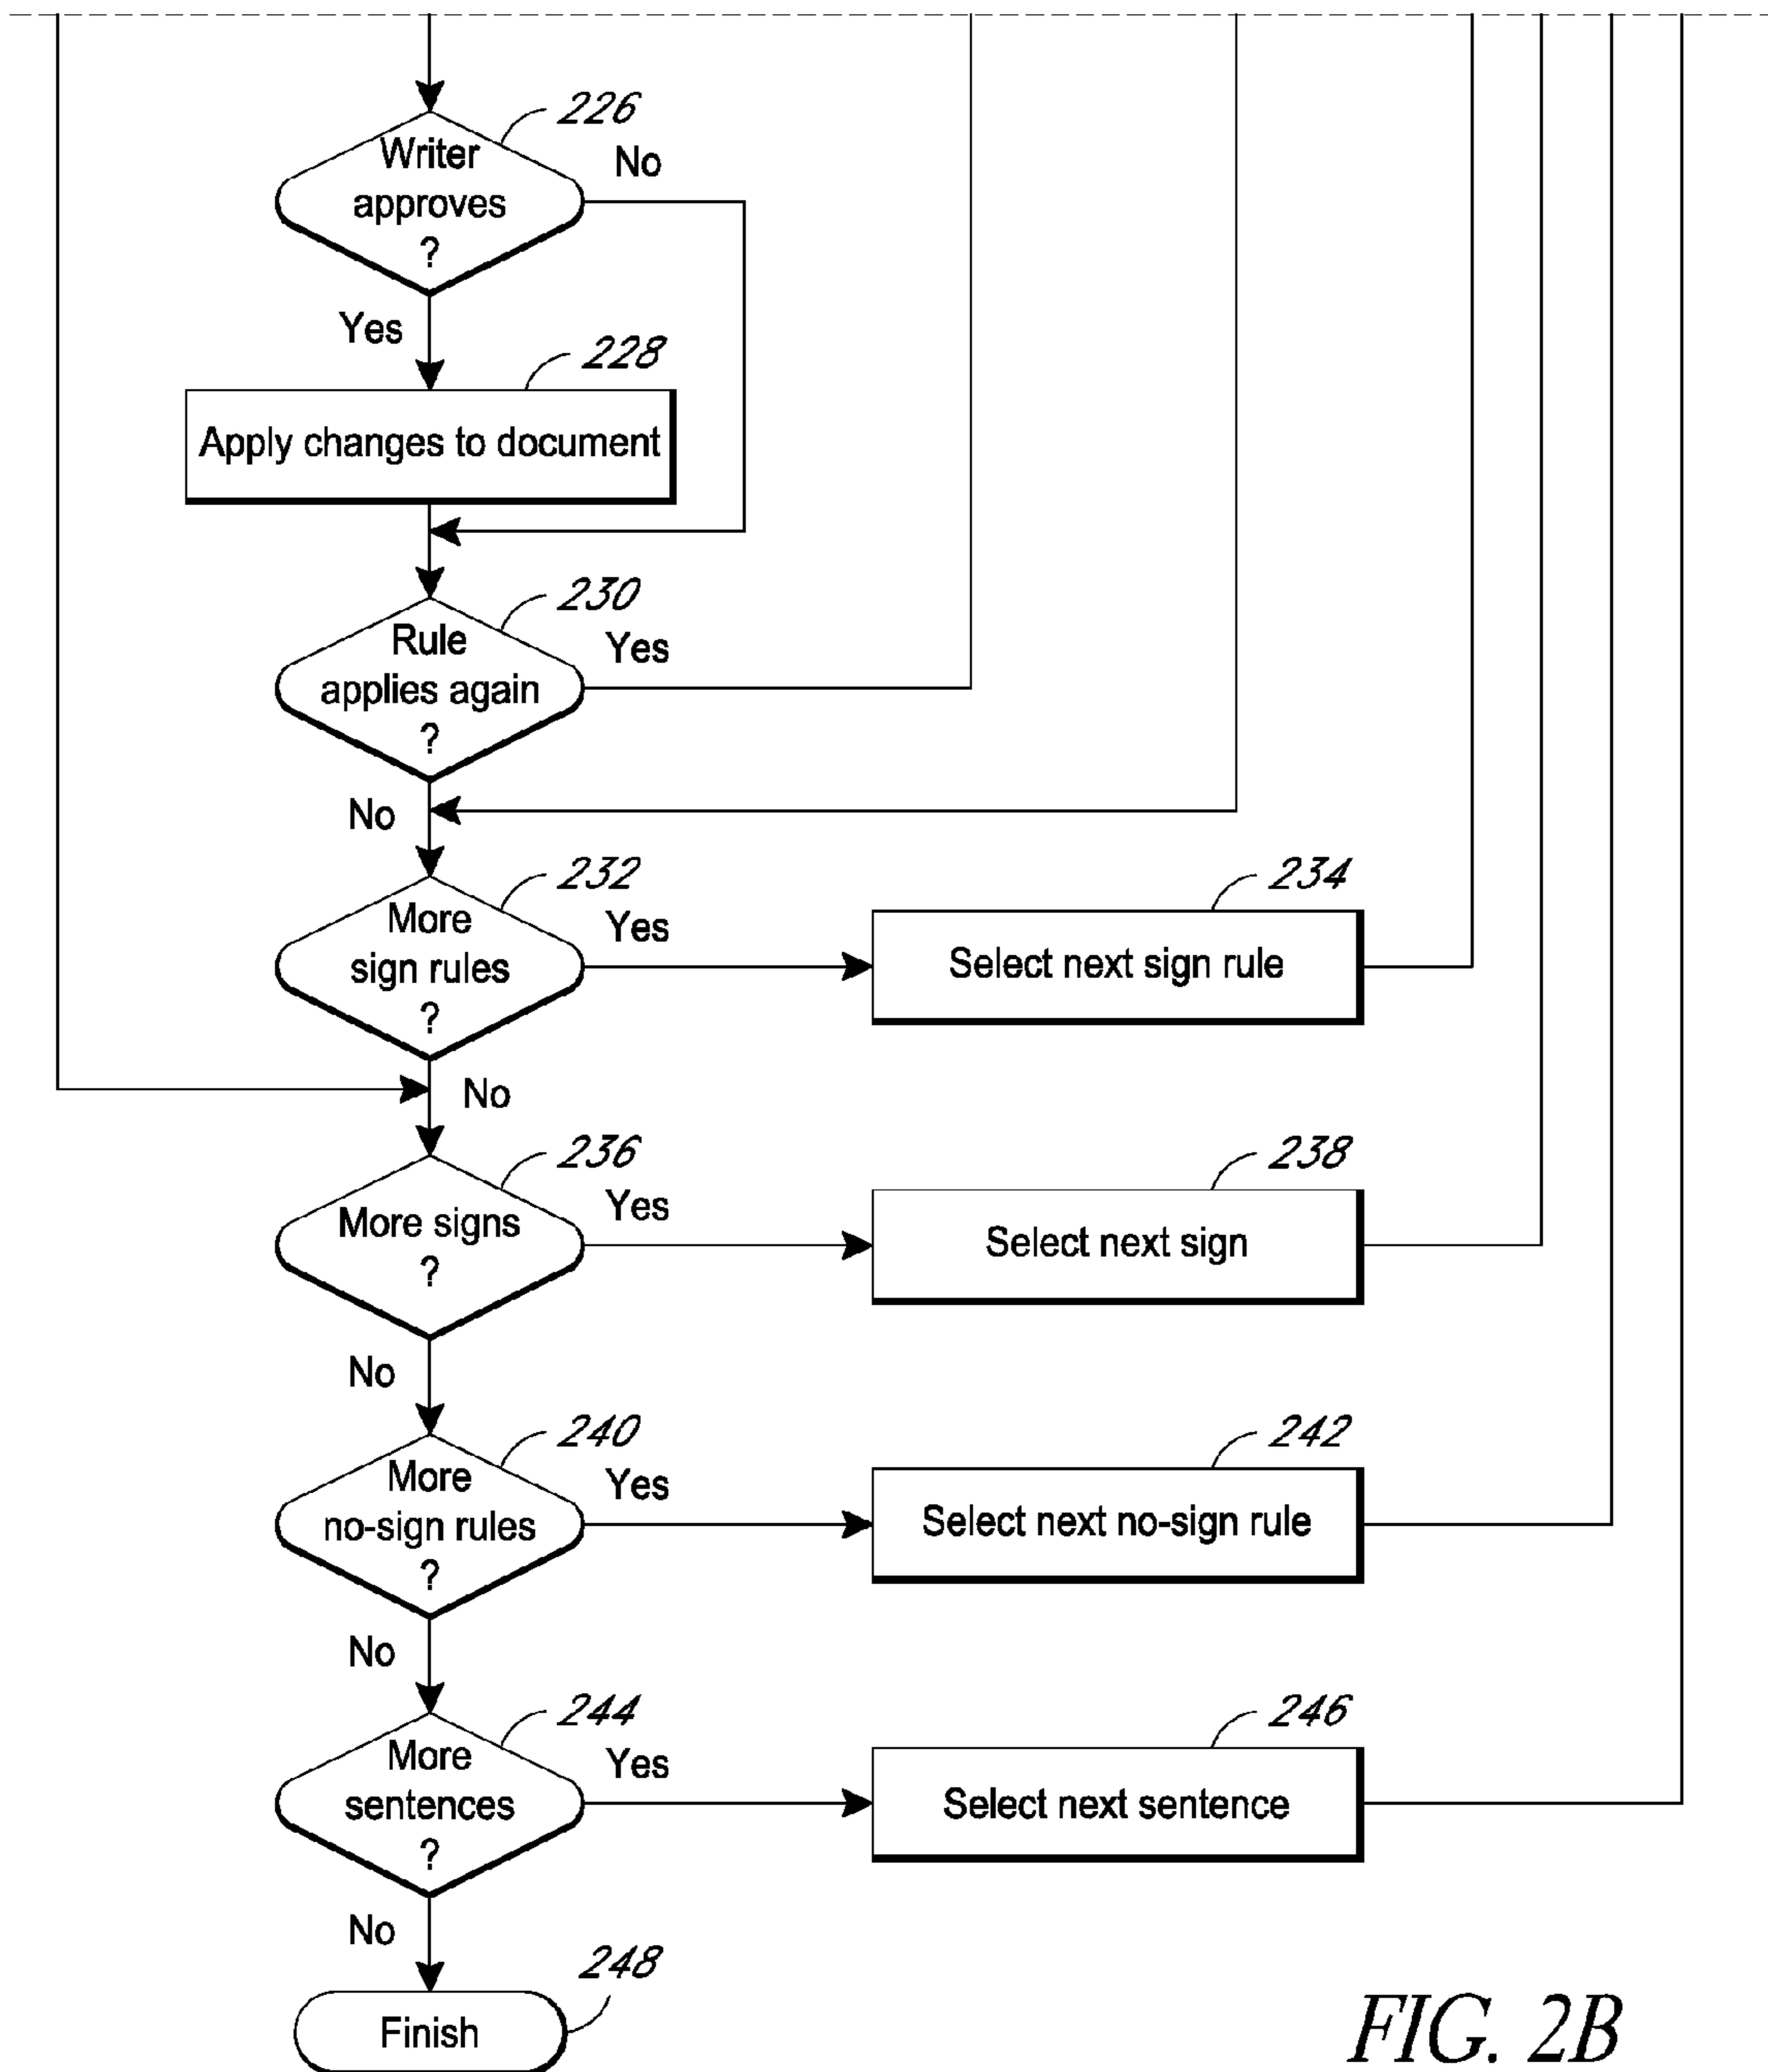 226
Writer
approves
?
No
Yes
228
Apply changes to document
230
Rule
applies again
?
Yes
No
232
More
sign rules
?
Yes
234
Select next sign rule
No
236
More signs
?
Yes
238
Select next sign
No
240
More
no-sign rules
?
Yes
242
Select next no-sign rule
No
244
More
sentences
?
Yes
246
Select next sentence
No
248
Finish
FIG. 2B